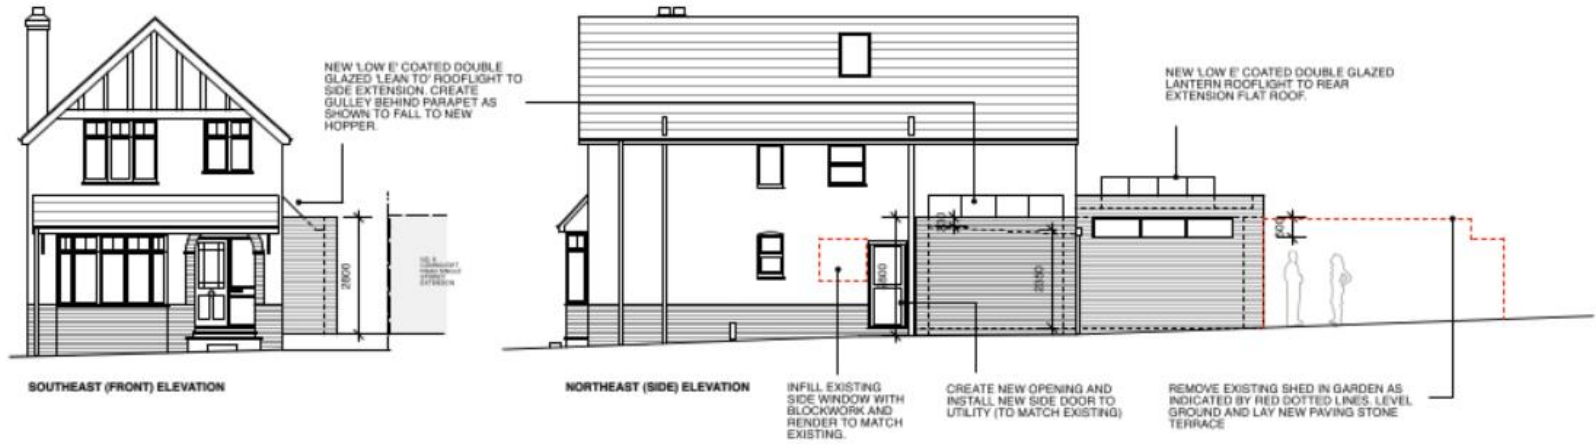 NEW 'LOW E' COATED DOUBLE
GLAZED 'LEAN TO' ROOFLIGHT TO
SIDE EXTENSION. CREATE
GULLEY BEHIND PARAPET AS
SHOWN TO FALL TO NEW
HOPPER.
2800
SOUTHEAST (FRONT) ELEVATION
NEW 'LOW E' COATED DOUBLE GLAZED
LANTERN ROOFLIGHT TO REAR
EXTENSION FLAT ROOF.
NORTHEAST (SIDE) ELEVATION
INFILL EXISTING
SIDE WINDOW WITH
BLOCKWORK AND
RENDER TO MATCH
EXISTING.
CREATE NEW OPENING AND
INSTALL NEW SIDE DOOR TO
UTILITY (TO MATCH EXISTING)
REMOVE EXISTING SHED IN GARDEN AS
INDICATED BY RED DOTTED LINES. LEVEL
GROUND AND LAY NEW PAVING STONE
TERRACE